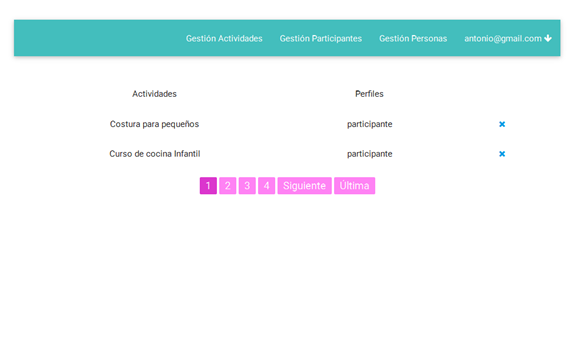 Gestión Actividades Gestión Participantes Gestión Personas antonio@gmail.com
Actividades Perfiles
Costura para pequeños participante
Curso de cocina Infantil participante
1 2 3 4 Siguiente Última